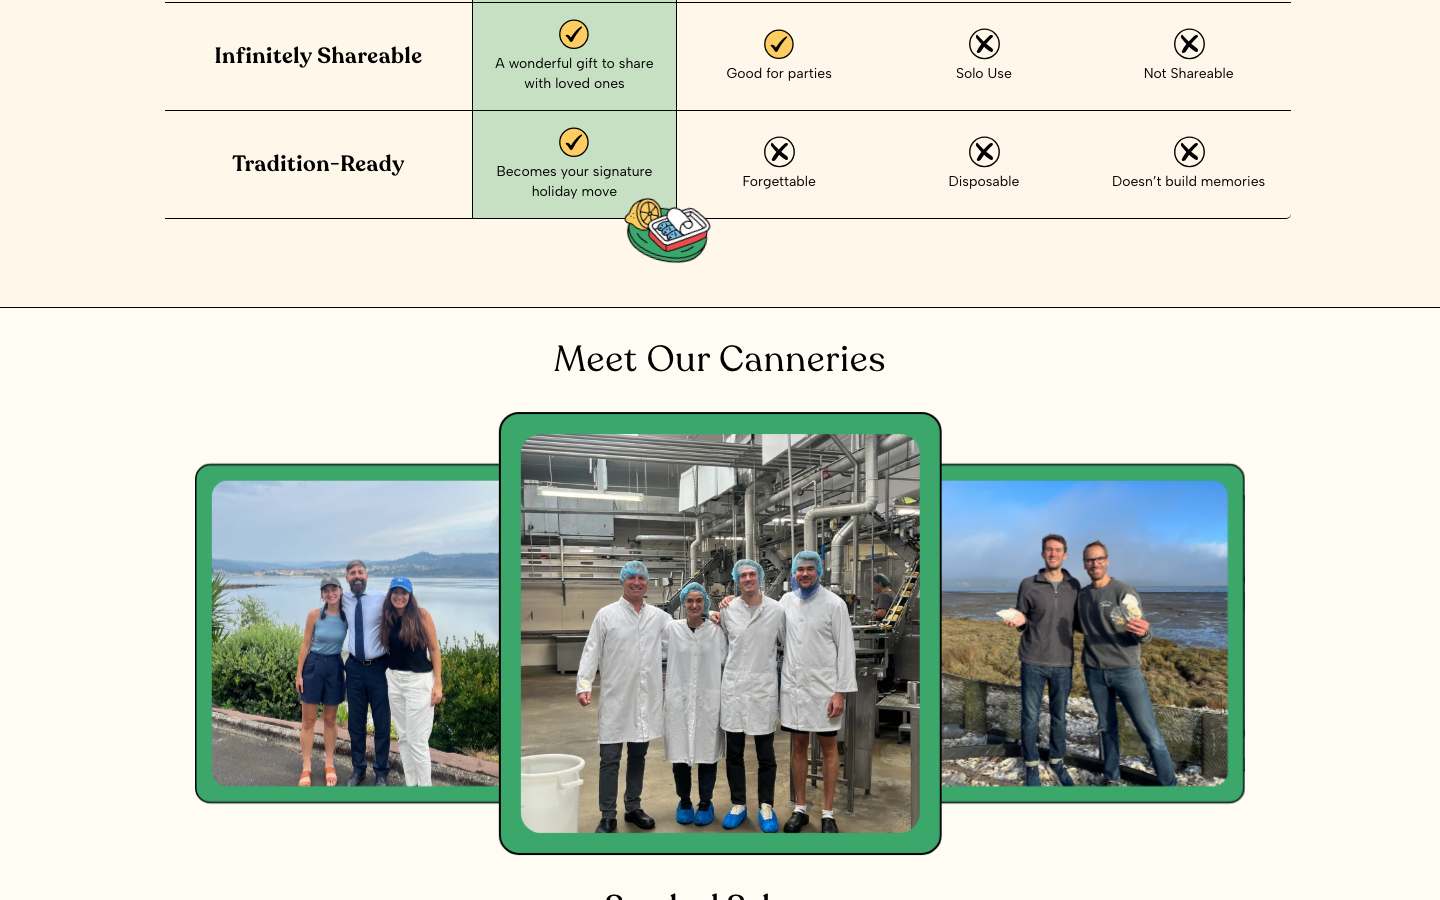 Infinitely Shareable
A wonderful gift to share
with loved ones
Good for parties
Solo Use
Not Shareable
Tradition-Ready
Becomes your signature
holiday move
Forgettable
Disposable
Doesn't build memories
Meet Our Canneries